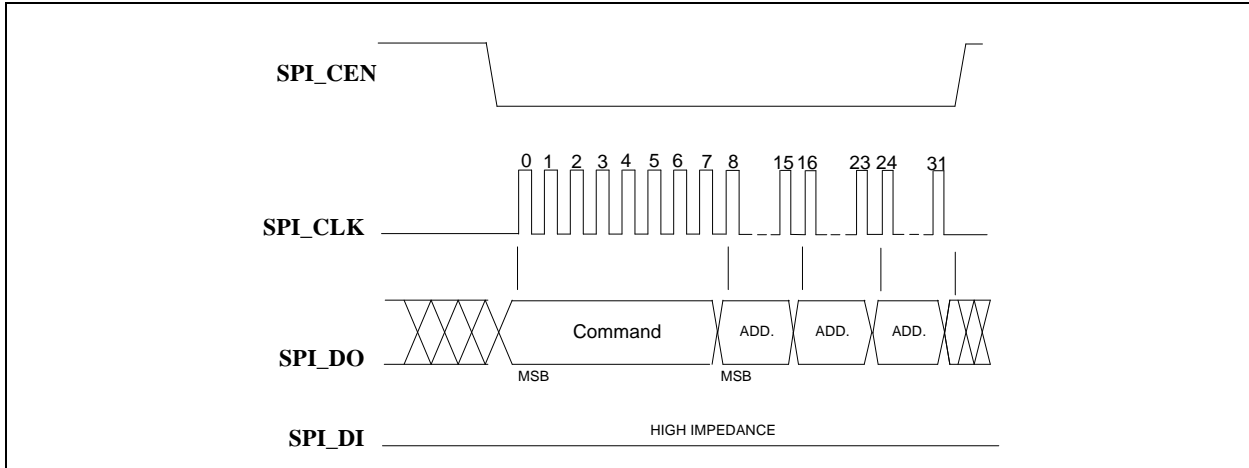 SPI_CEN
0 1 2 3 4 5 6 7 8 15 16 23 24 31
SPI_CLK
Command ADD. ADD. ADD.
SPI_DO
MSB MSB
HIGH IMPEDANCE
SPI_DI